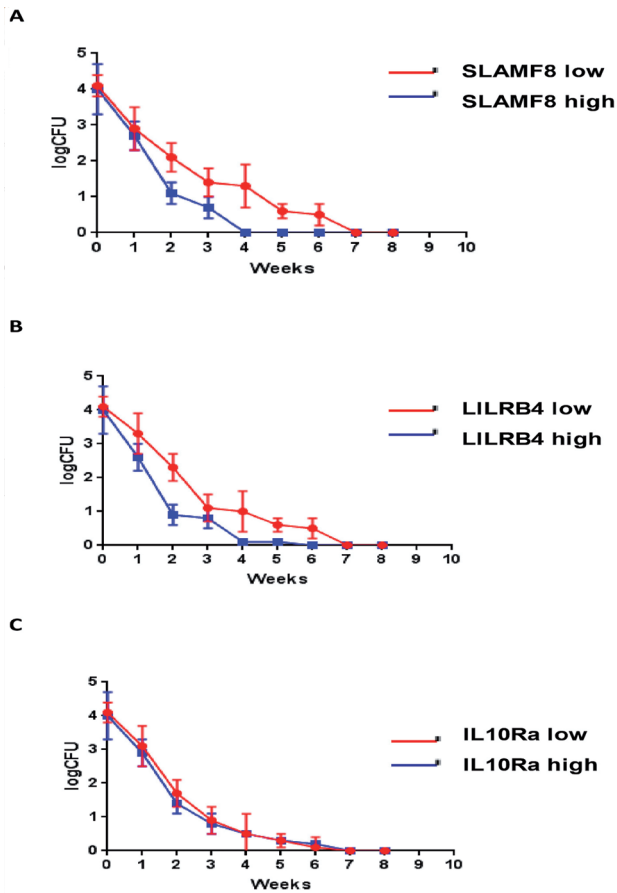 A
5
4
3
2
1
0
logCFU
0 1 2 3 4 5 6 7 8 9 10
Weeks
SLAMF8 low
SLAMF8 high
B
5
4
3
2
1
0
logCFU
0 1 2 3 4 5 6 7 8 9 10
Weeks
LILRB4 low
LILRB4 high
C
5
4
3
2
1
0
logCFU
0 1 2 3 4 5 6 7 8 9 10
Weeks
IL10Ra low
IL10Ra high